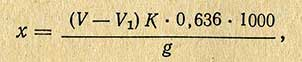 x = (V — V₁) K · 0,636 · 1000 / g ,